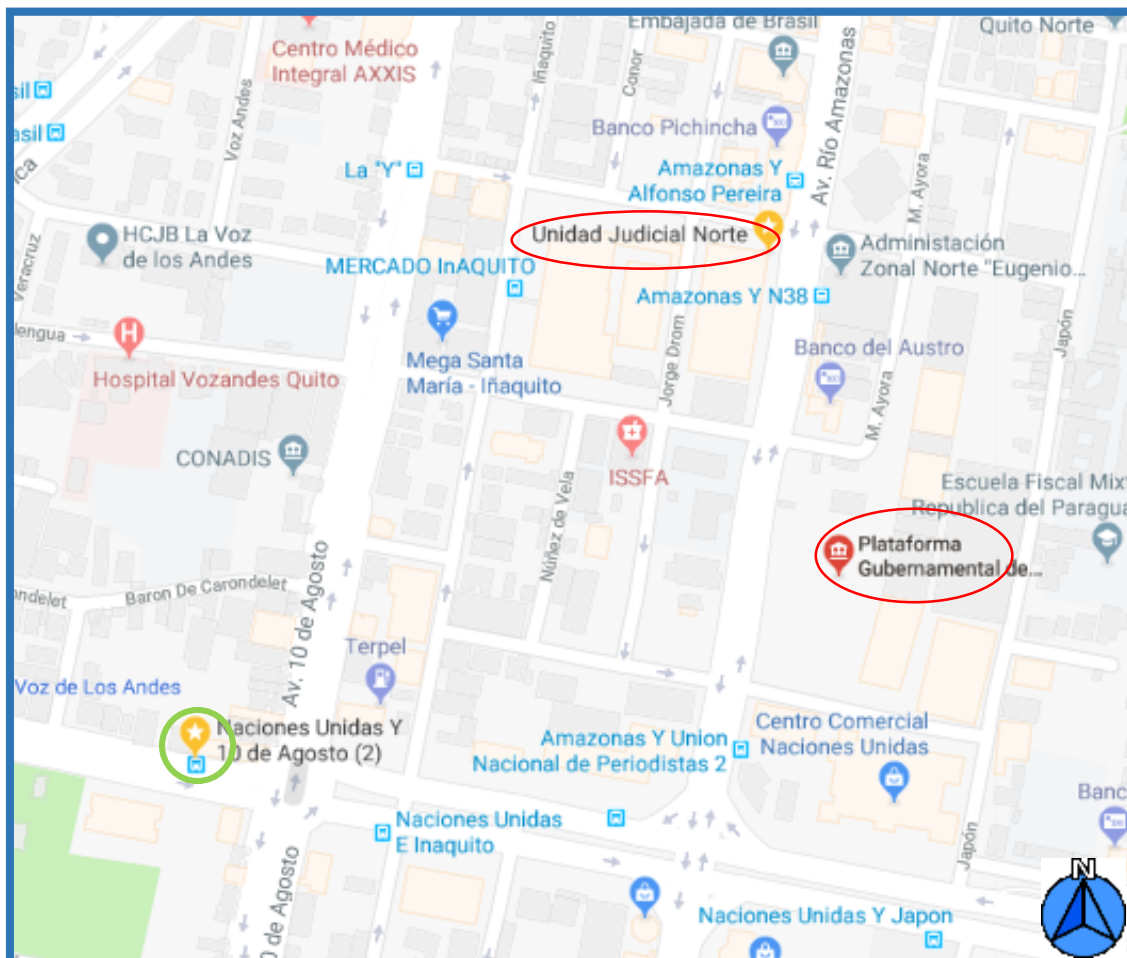 Embajada de Brasil
Quito Norte
Centro Médico
Integral AXXIS
Iñaquito
Conor
Av. Río Amazonas
sil
asil
ica
Voz Andes
Banco Pichincha
La "Y"
Amazonas Y
Alfonso Pereira
M. Ayora
Unidad Judicial Norte
HCJB La Voz
de los Andes
Veracruz
Administación
Zonal Norte "Eugenio...
MERCADO InAQUITO
Amazonas Y N38
Japón
lengua
Jorge Drom
Banco del Austro
Mega Santa
María - Iñaquito
Hospital Vozandes Quito
M. Ayora
CONADIS
ISSFA
Escuela Fiscal Mixt
Republica del Paragua
Núñez de Vela
Plataforma
Gubernamental de...
Av. 10 de Agosto
Baron De Carondelet
ondelet
Terpel
Voz de Los Andes
Naciones Unidas Y
10 de Agosto (2)
Amazonas Y Union
Nacional de Periodistas 2
Centro Comercial
Naciones Unidas
Banc
Naciones Unidas
E Inaquito
Japón
N
0 de Agosto
Naciones Unidas Y Japon